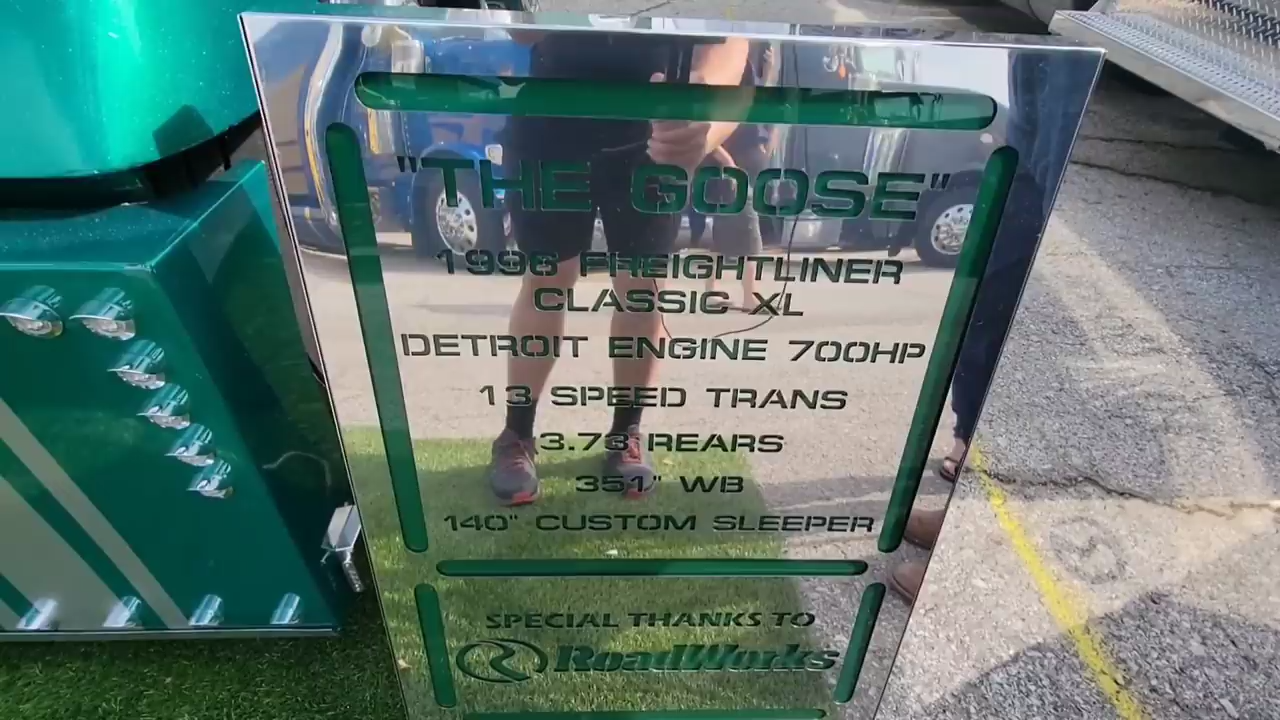 "THE GOOSE"
1996 FREIGHTLINER
CLASSIC XL
DETROIT ENGINE 700HP
13 SPEED TRANS
3.73 REARS
351" WB
140" CUSTOM SLEEPER
SPECIAL THANKS TO
RoadWorks